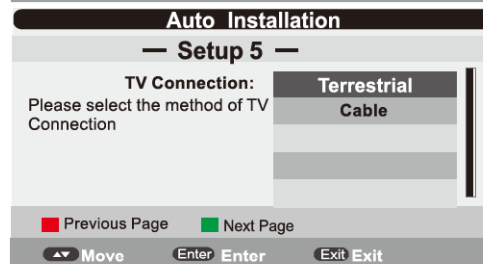 Auto Installation
— Setup 5 —
TV Connection:
Please select the method of TV
Connection
Terrestrial
Cable
Previous Page Next Page
Move Enter Enter Exit Exit